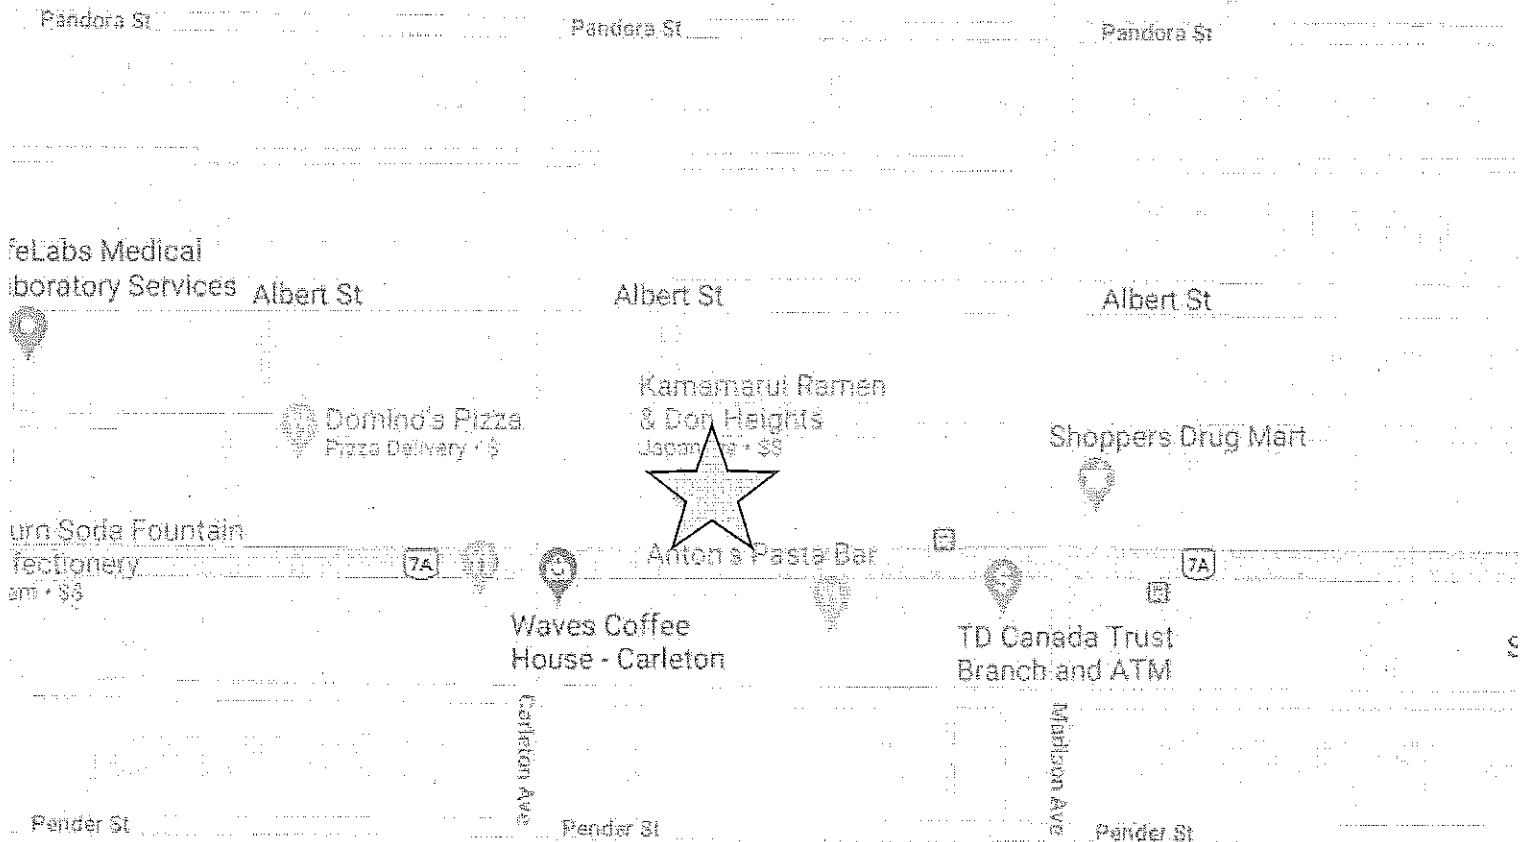 Pandora St
Pandora St
Pandora St
feLabs Medical
boratory Services
Albert St
Albert St
Albert St
Kamamarui Ramen
& Don Heights
$$
Domino's Pizza
Pizza Delivery • $
Shoppers Drug Mart
urn Soda Fountain
fectionery
am • $$
7A
Anton's Pasta Bar
7A
Waves Coffee
House - Carleton
TD Canada Trust
Branch and ATM
S
Carleton Ave
Madison Ave
Pender St
Pender St
Pender St